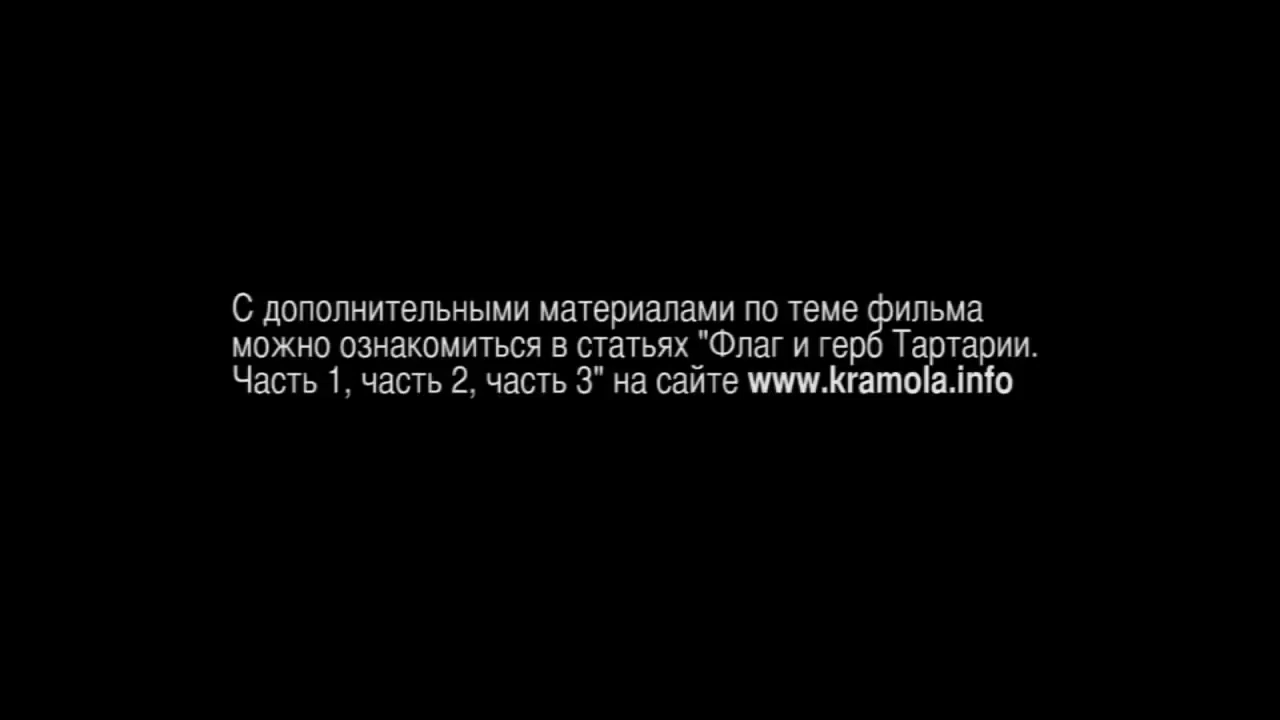 С дополнительными материалами по теме фильма
можно ознакомиться в статьях "Флаг и герб Тартарии.
Часть 1, часть 2, часть 3" на сайте www.kramola.info